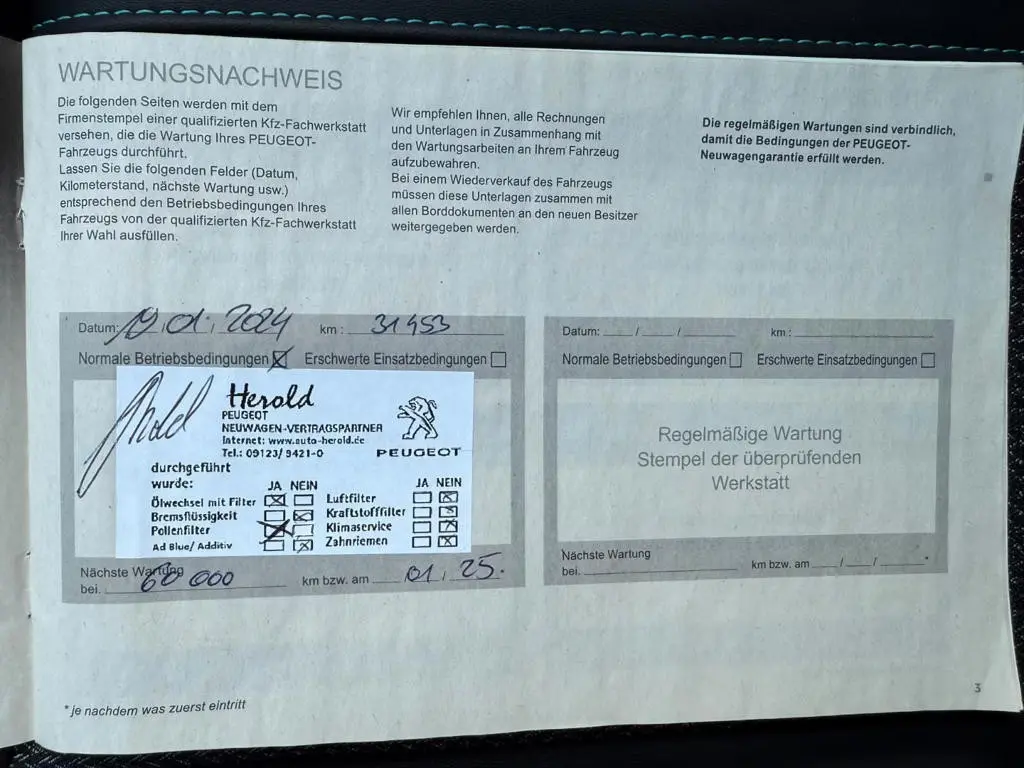 WARTUNGSNACHWEIS
Die folgenden Seiten werden mit dem
Firmenstempel einer qualifizierten Kfz-Fachwerkstatt
versehen, die die Wartung Ihres PEUGEOT-
Fahrzeugs durchführt.
Lassen Sie die folgenden Felder (Datum,
Kilometerstand, nächste Wartung usw.)
entsprechend den Betriebsbedingungen Ihres
Fahrzeugs von der qualifizierten Kfz-Fachwerkstatt
Ihrer Wahl ausfüllen.
Wir empfehlen Ihnen, alle Rechnungen
und Unterlagen in Zusammenhang mit
den Wartungsarbeiten an Ihrem Fahrzeug
aufzubewahren.
Bei einem Wiederverkauf des Fahrzeugs
müssen diese Unterlagen zusammen mit
allen Borddokumenten an den neuen Besitzer
weitergegeben werden.
Die regelmäßigen Wartungen sind verbindlich,
damit die Bedingungen der PEUGEOT-
Neuwagengarantie erfüllt werden.
Datum: 19/01/2024 km: 31453
Normale Betriebsbedingungen Erschwerte Einsatzbedingungen
Herold
PEUGEOT
NEUWAGEN-VERTRAGSPARTNER
Internet: www.auto-herold.de
Tel.: 09123/9421-0
PEUGEOT
durchgeführt
wurde: JA NEIN JA NEIN
Ölwechsel mit Filter Luftfilter
Bremsflüssigkeit Kraftstofffilter
Pollenfilter Klimaservice
Ad Blue/ Additiv Zahnriemen
Nächste Wartung
bei. 60 000 km bzw. am 01/25.
Datum: / / km:
Normale Betriebsbedingungen Erschwerte Einsatzbedingungen
Regelmäßige Wartung
Stempel der überprüfenden
Werkstatt
Nächste Wartung
bei. km bzw. am / / *
*je nachdem was zuerst eintritt
3